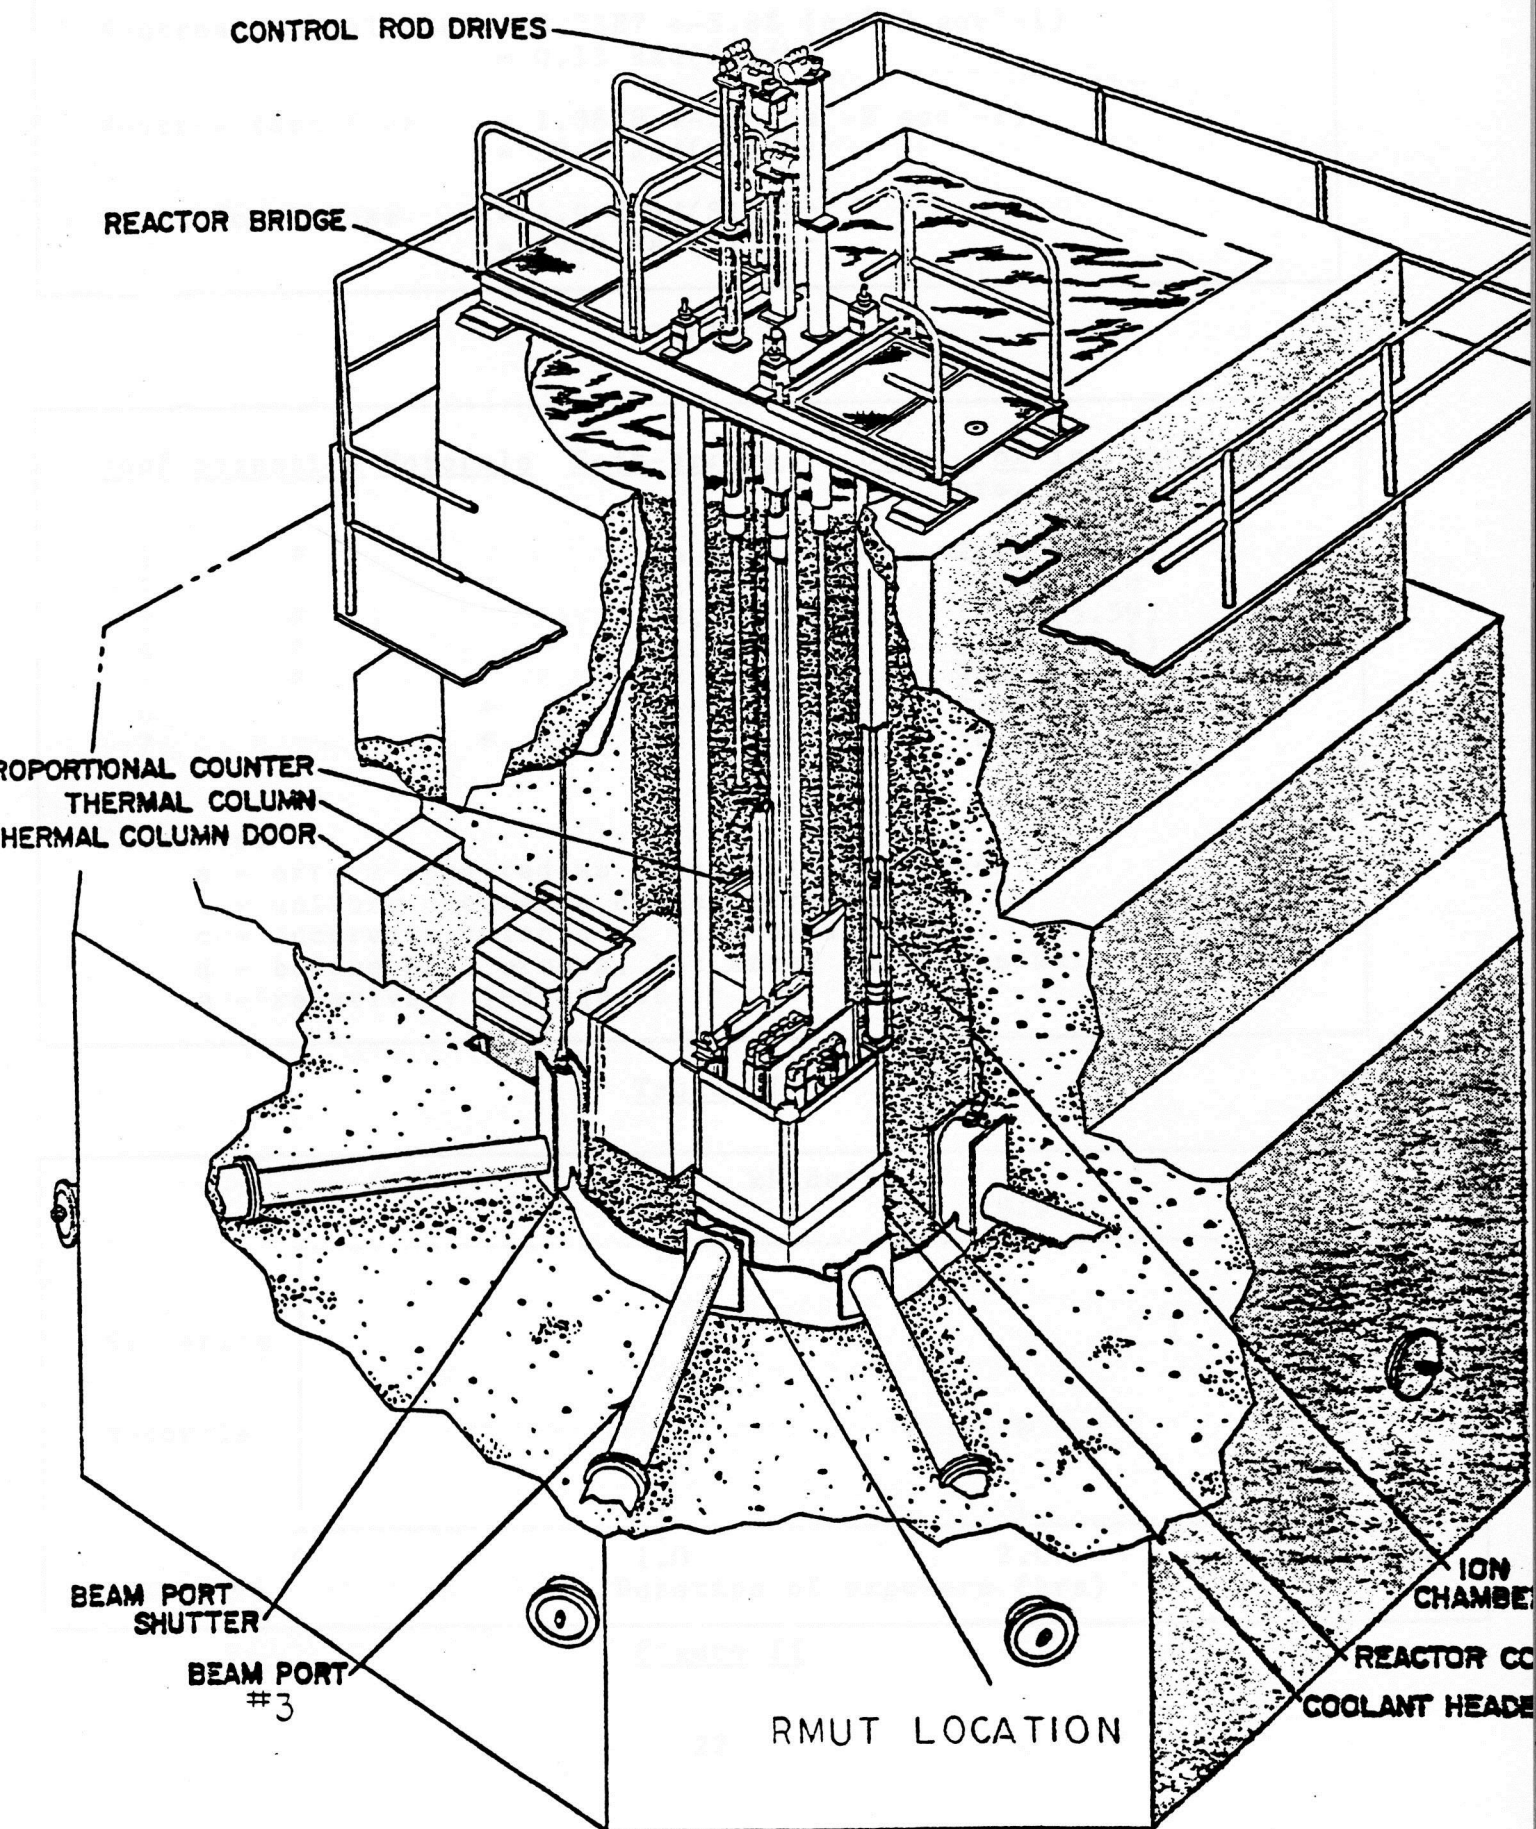 CONTROL ROD DRIVES
REACTOR BRIDGE
ROPORTIONAL COUNTER
THERMAL COLUMN
HERMAL COLUMN DOOR
BEAM PORT
SHUTTER
BEAM PORT
#3
RMUT LOCATION
ION
CHAMBE
REACTOR CO
COOLANT HEADE